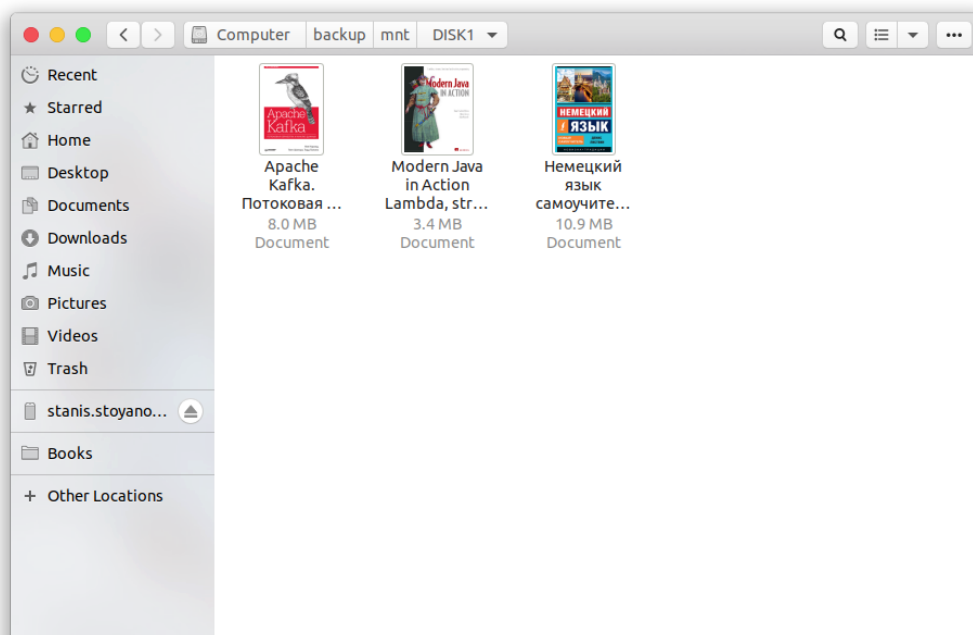 Computer backup mnt DISK1
Recent
Starred
Home
Desktop
Documents
Downloads
Music
Pictures
Videos
Trash
stanis.stoyano...
Books
+ Other Locations
Apache
Kafka
Modern Java
IN ACTION
НЕМЕЦКИЙ
ЯЗЫК
Apache
Kafka.
Потоковая ...
8.0 MB
Document
Modern Java
in Action
Lambda, str...
3.4 MB
Document
Немецкий
язык
самоучите...
10.9 MB
Document